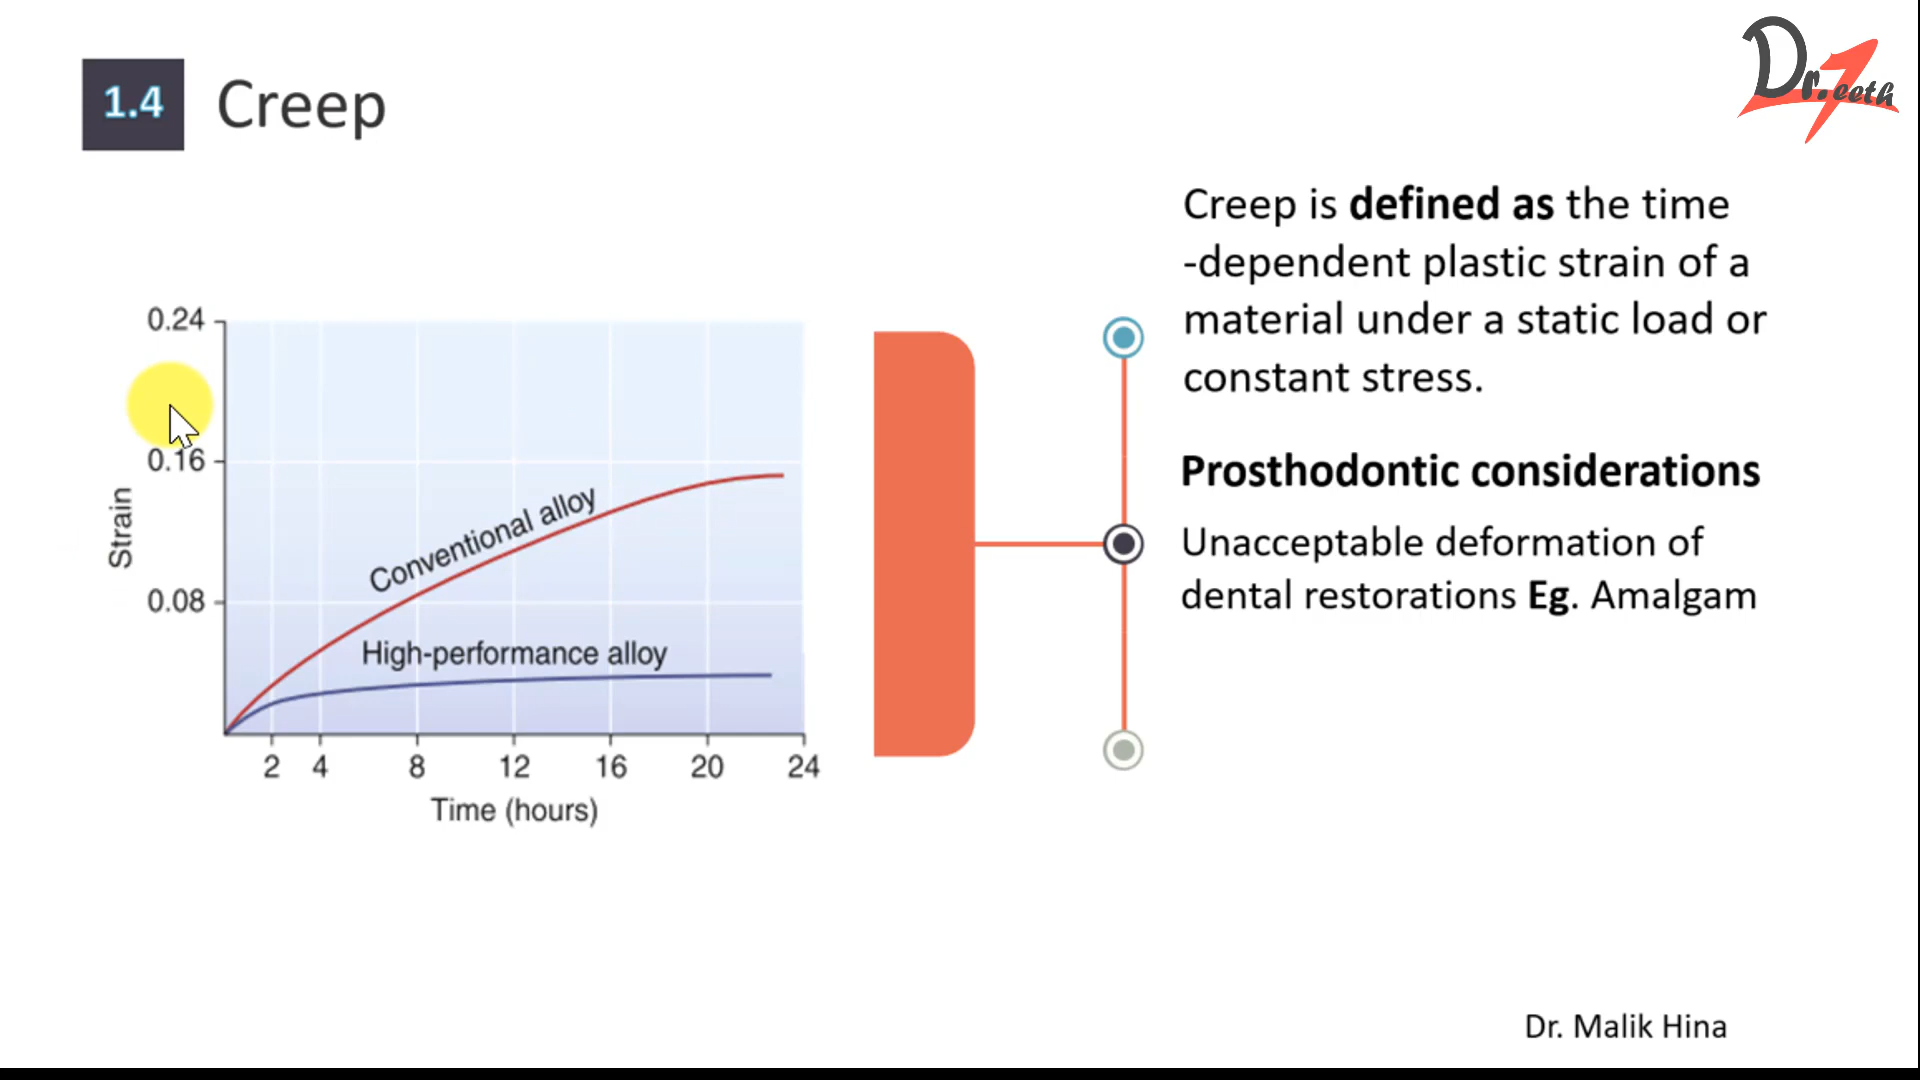 1.4
Creep
Dr.
eeth
Creep is defined as the time
-dependent plastic strain of a
material under a static load or
constant stress.
Prosthodontic considerations
Unacceptable deformation of
dental restorations Eg. Amalgam
0.24
0.16
0.08
Strain
Conventional alloy
High-performance alloy
2 4 8 12 16 20 24
Time (hours)
Dr. Malik Hina